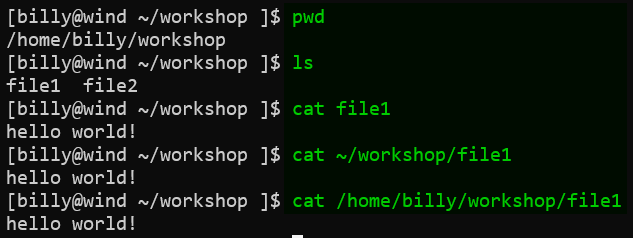 [billy@wind ~/workshop ]$ pwd
/home/billy/workshop
[billy@wind ~/workshop ]$ ls
file1  file2
[billy@wind ~/workshop ]$ cat file1
hello world!
[billy@wind ~/workshop ]$ cat ~/workshop/file1
hello world!
[billy@wind ~/workshop ]$ cat /home/billy/workshop/file1
hello world!